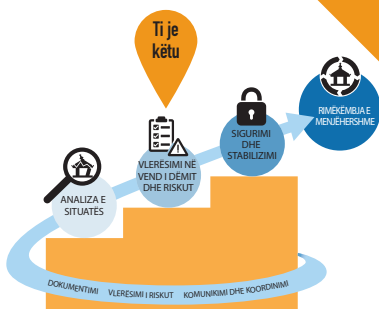 Ti je
këtu
ANALIZA E
SITUATËS
VLERËSIMI NË
VEND I DËMIT
DHE RISKUT
SIGURIMI
DHE
STABILIZIMI
RIMËKËMBJA E
MENJËHERSHME
DOKUMENTIMI VLERËSIMI I RISKUT KOMUNIKIMI DHE KOORDINIMI